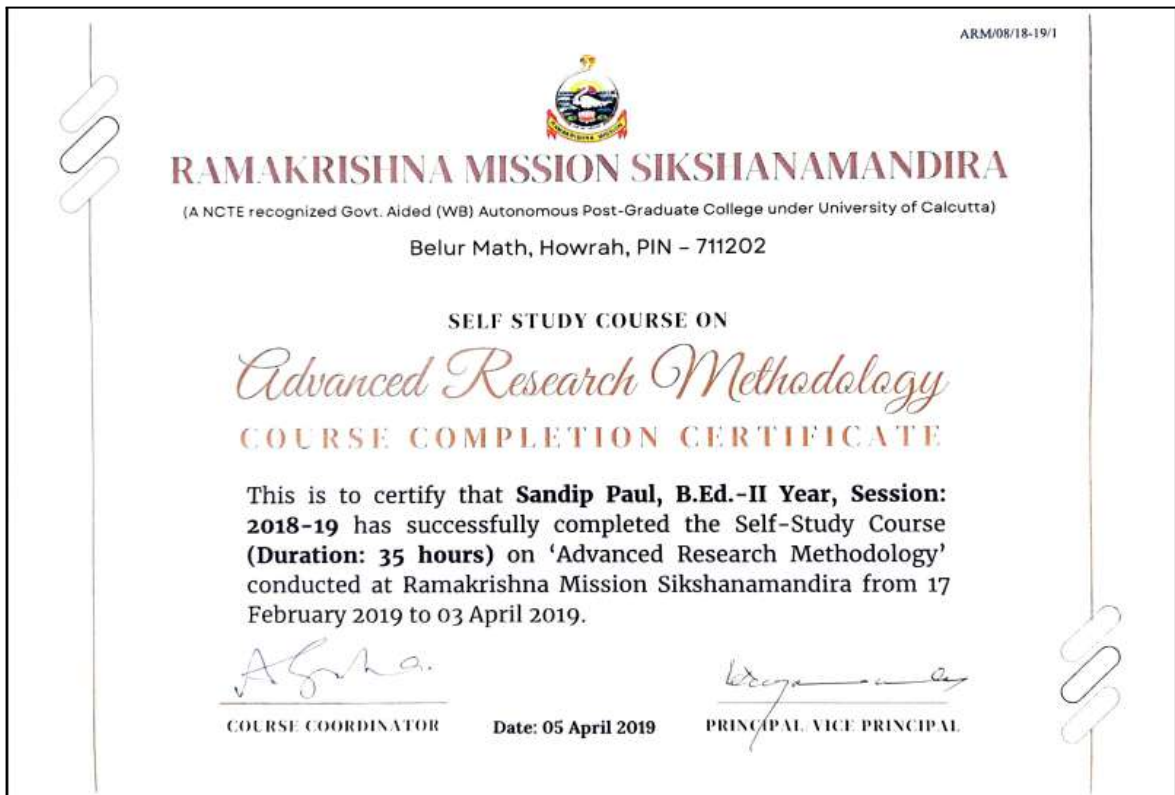 ARM/08/18-19/1
RAMAKRISHNA MISSION
RAMAKRISHNA MISSION SIKSHANAMANDIRA
(A NCTE recognized Govt. Aided (WB) Autonomous Post-Graduate College under University of Calcutta)
Belur Math, Howrah, PIN – 711202
SELF STUDY COURSE ON
Advanced Research Methodology
COURSE COMPLETION CERTIFICATE
This is to certify that Sandip Paul, B.Ed.-II Year, Session:
2018-19 has successfully completed the Self-Study Course
(Duration: 35 hours) on ‘Advanced Research Methodology’
conducted at Ramakrishna Mission Sikshanamandira from 17
February 2019 to 03 April 2019.
COURSE COORDINATOR Date: 05 April 2019 PRINCIPAL/VICE PRINCIPAL